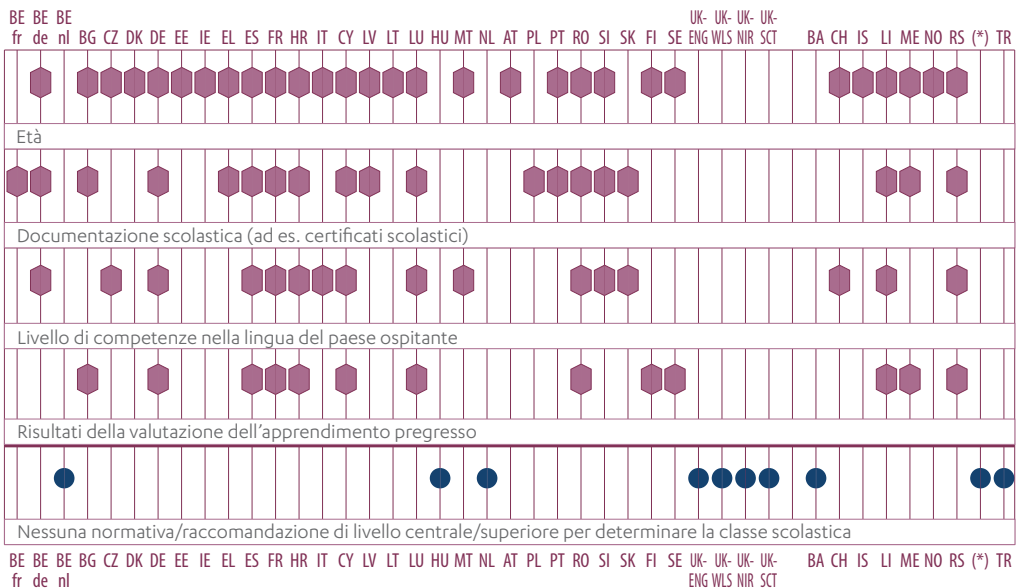 BE BE BE UK- UK- UK- UK-
fr de nl BG CZ DK DE EE IE EL ES FR HR IT CY LV LT LU HU MT NL AT PL PT RO SI SK FI SE ENG WLS NIR SCT BA CH IS LI ME NO RS (*) TR
Età
Documentazione scolastica (ad es. certificati scolastici)
Livello di competenze nella lingua del paese ospitante
Risultati della valutazione dell'apprendimento pregresso
Nessuna normativa/raccomandazione di livello centrale/superiore per determinare la classe scolastica
BE BE BE BG CZ DK DE EE IE EL ES FR HR IT CY LV LT LU HU MT NL AT PL PT RO SI SK FI SE UK- UK- UK- UK- BA CH IS LI ME NO RS (*) TR
fr de nl ENG WLS NIR SCT